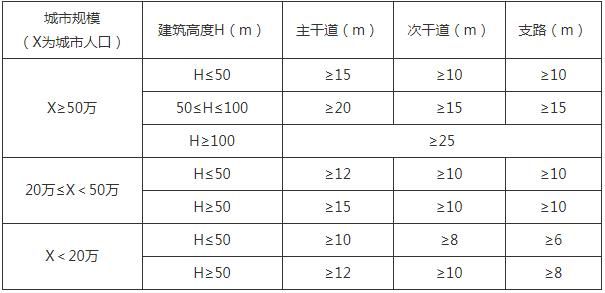 城市规模
（X为城市人口） 建筑高度H（m） 主干道（m） 次干道（m） 支路（m）
X≥50万 H≤50 ≥15 ≥10 ≥10
50≤H≤100 ≥20 ≥15 ≥15
H≥100 ≥25
20万≤X＜50万 H≤50 ≥12 ≥10 ≥10
H≥50 ≥15 ≥10 ≥10
X＜20万 H≤50 ≥10 ≥8 ≥6
H≥50 ≥12 ≥10 ≥8